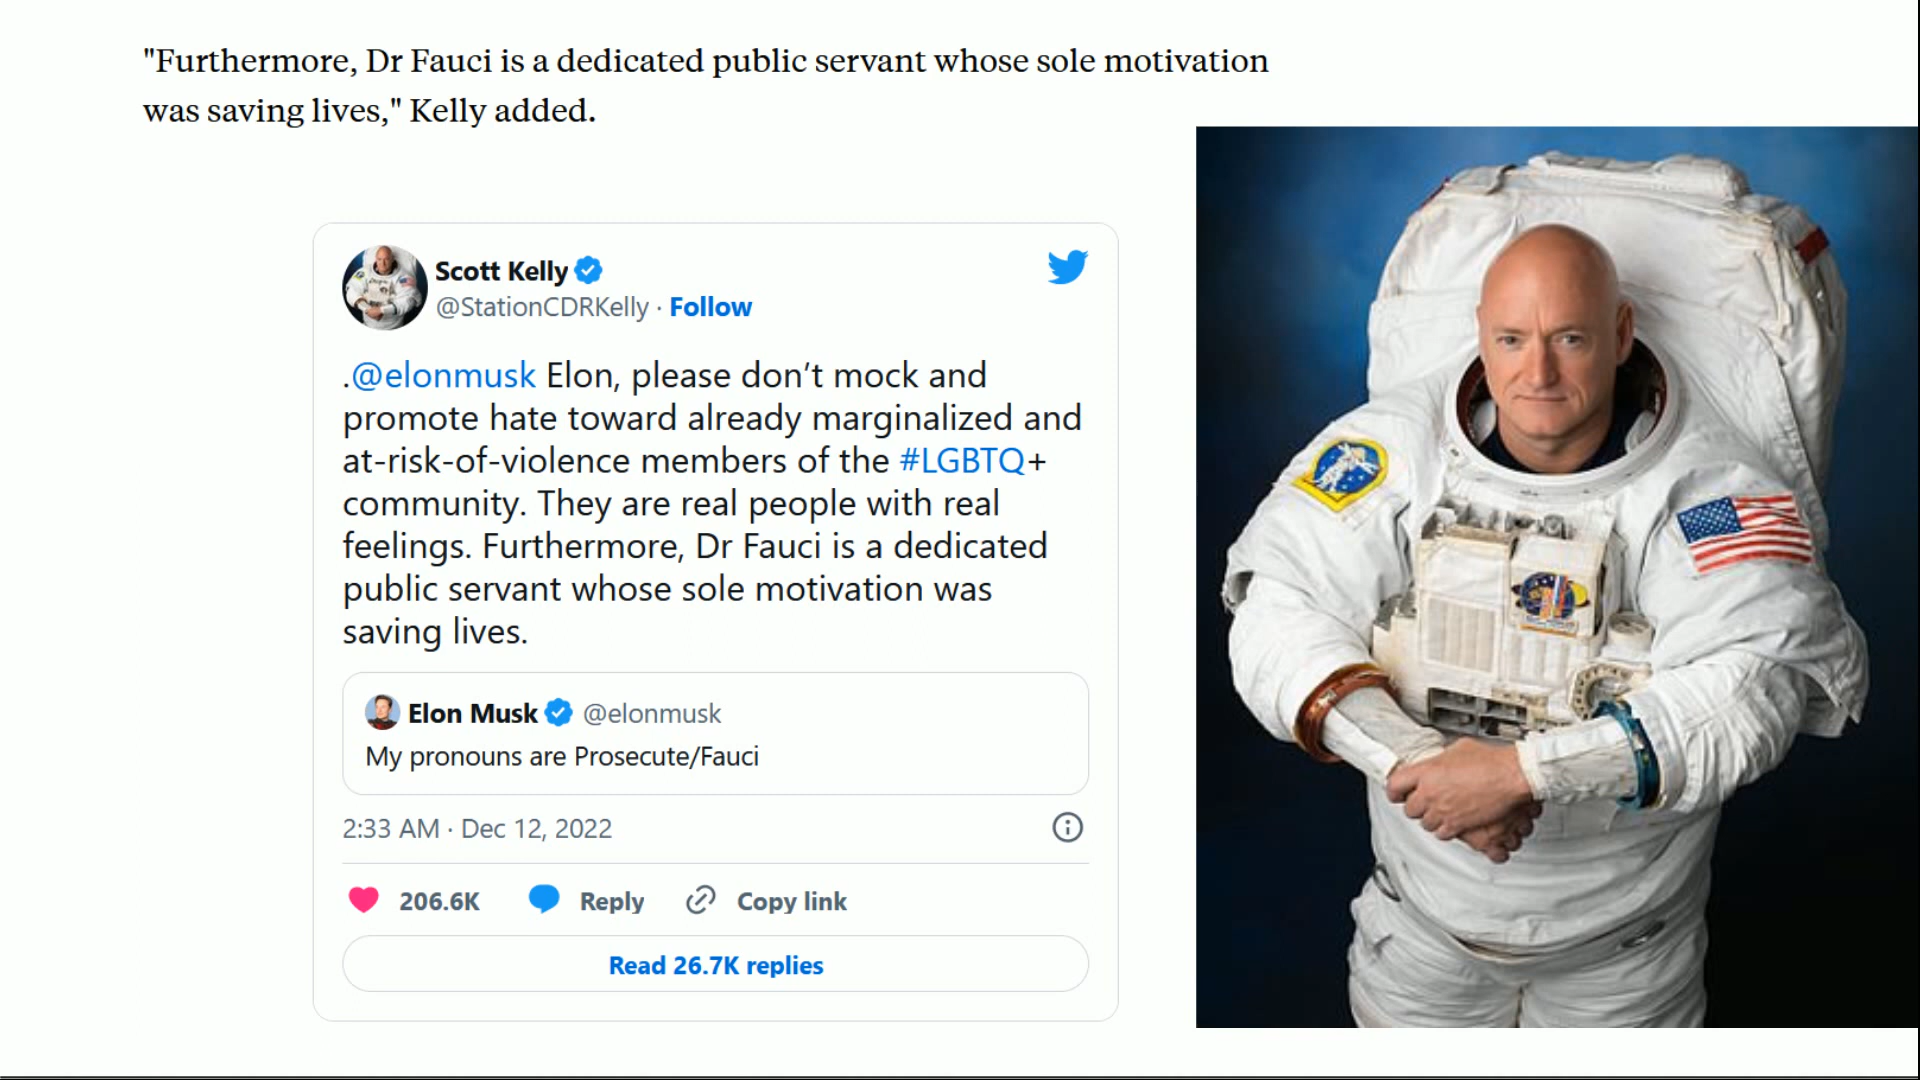 "Furthermore, Dr Fauci is a dedicated public servant whose sole motivation
was saving lives," Kelly added.
Scott Kelly
@StationCDRKelly · Follow
.@elonmusk Elon, please don’t mock and
promote hate toward already marginalized and
at-risk-of-violence members of the #LGBTQ+
community. They are real people with real
feelings. Furthermore, Dr Fauci is a dedicated
public servant whose sole motivation was
saving lives.
Elon Musk @elonmusk
My pronouns are Prosecute/Fauci
2:33 AM · Dec 12, 2022
206.6K Reply Copy link
Read 26.7K replies